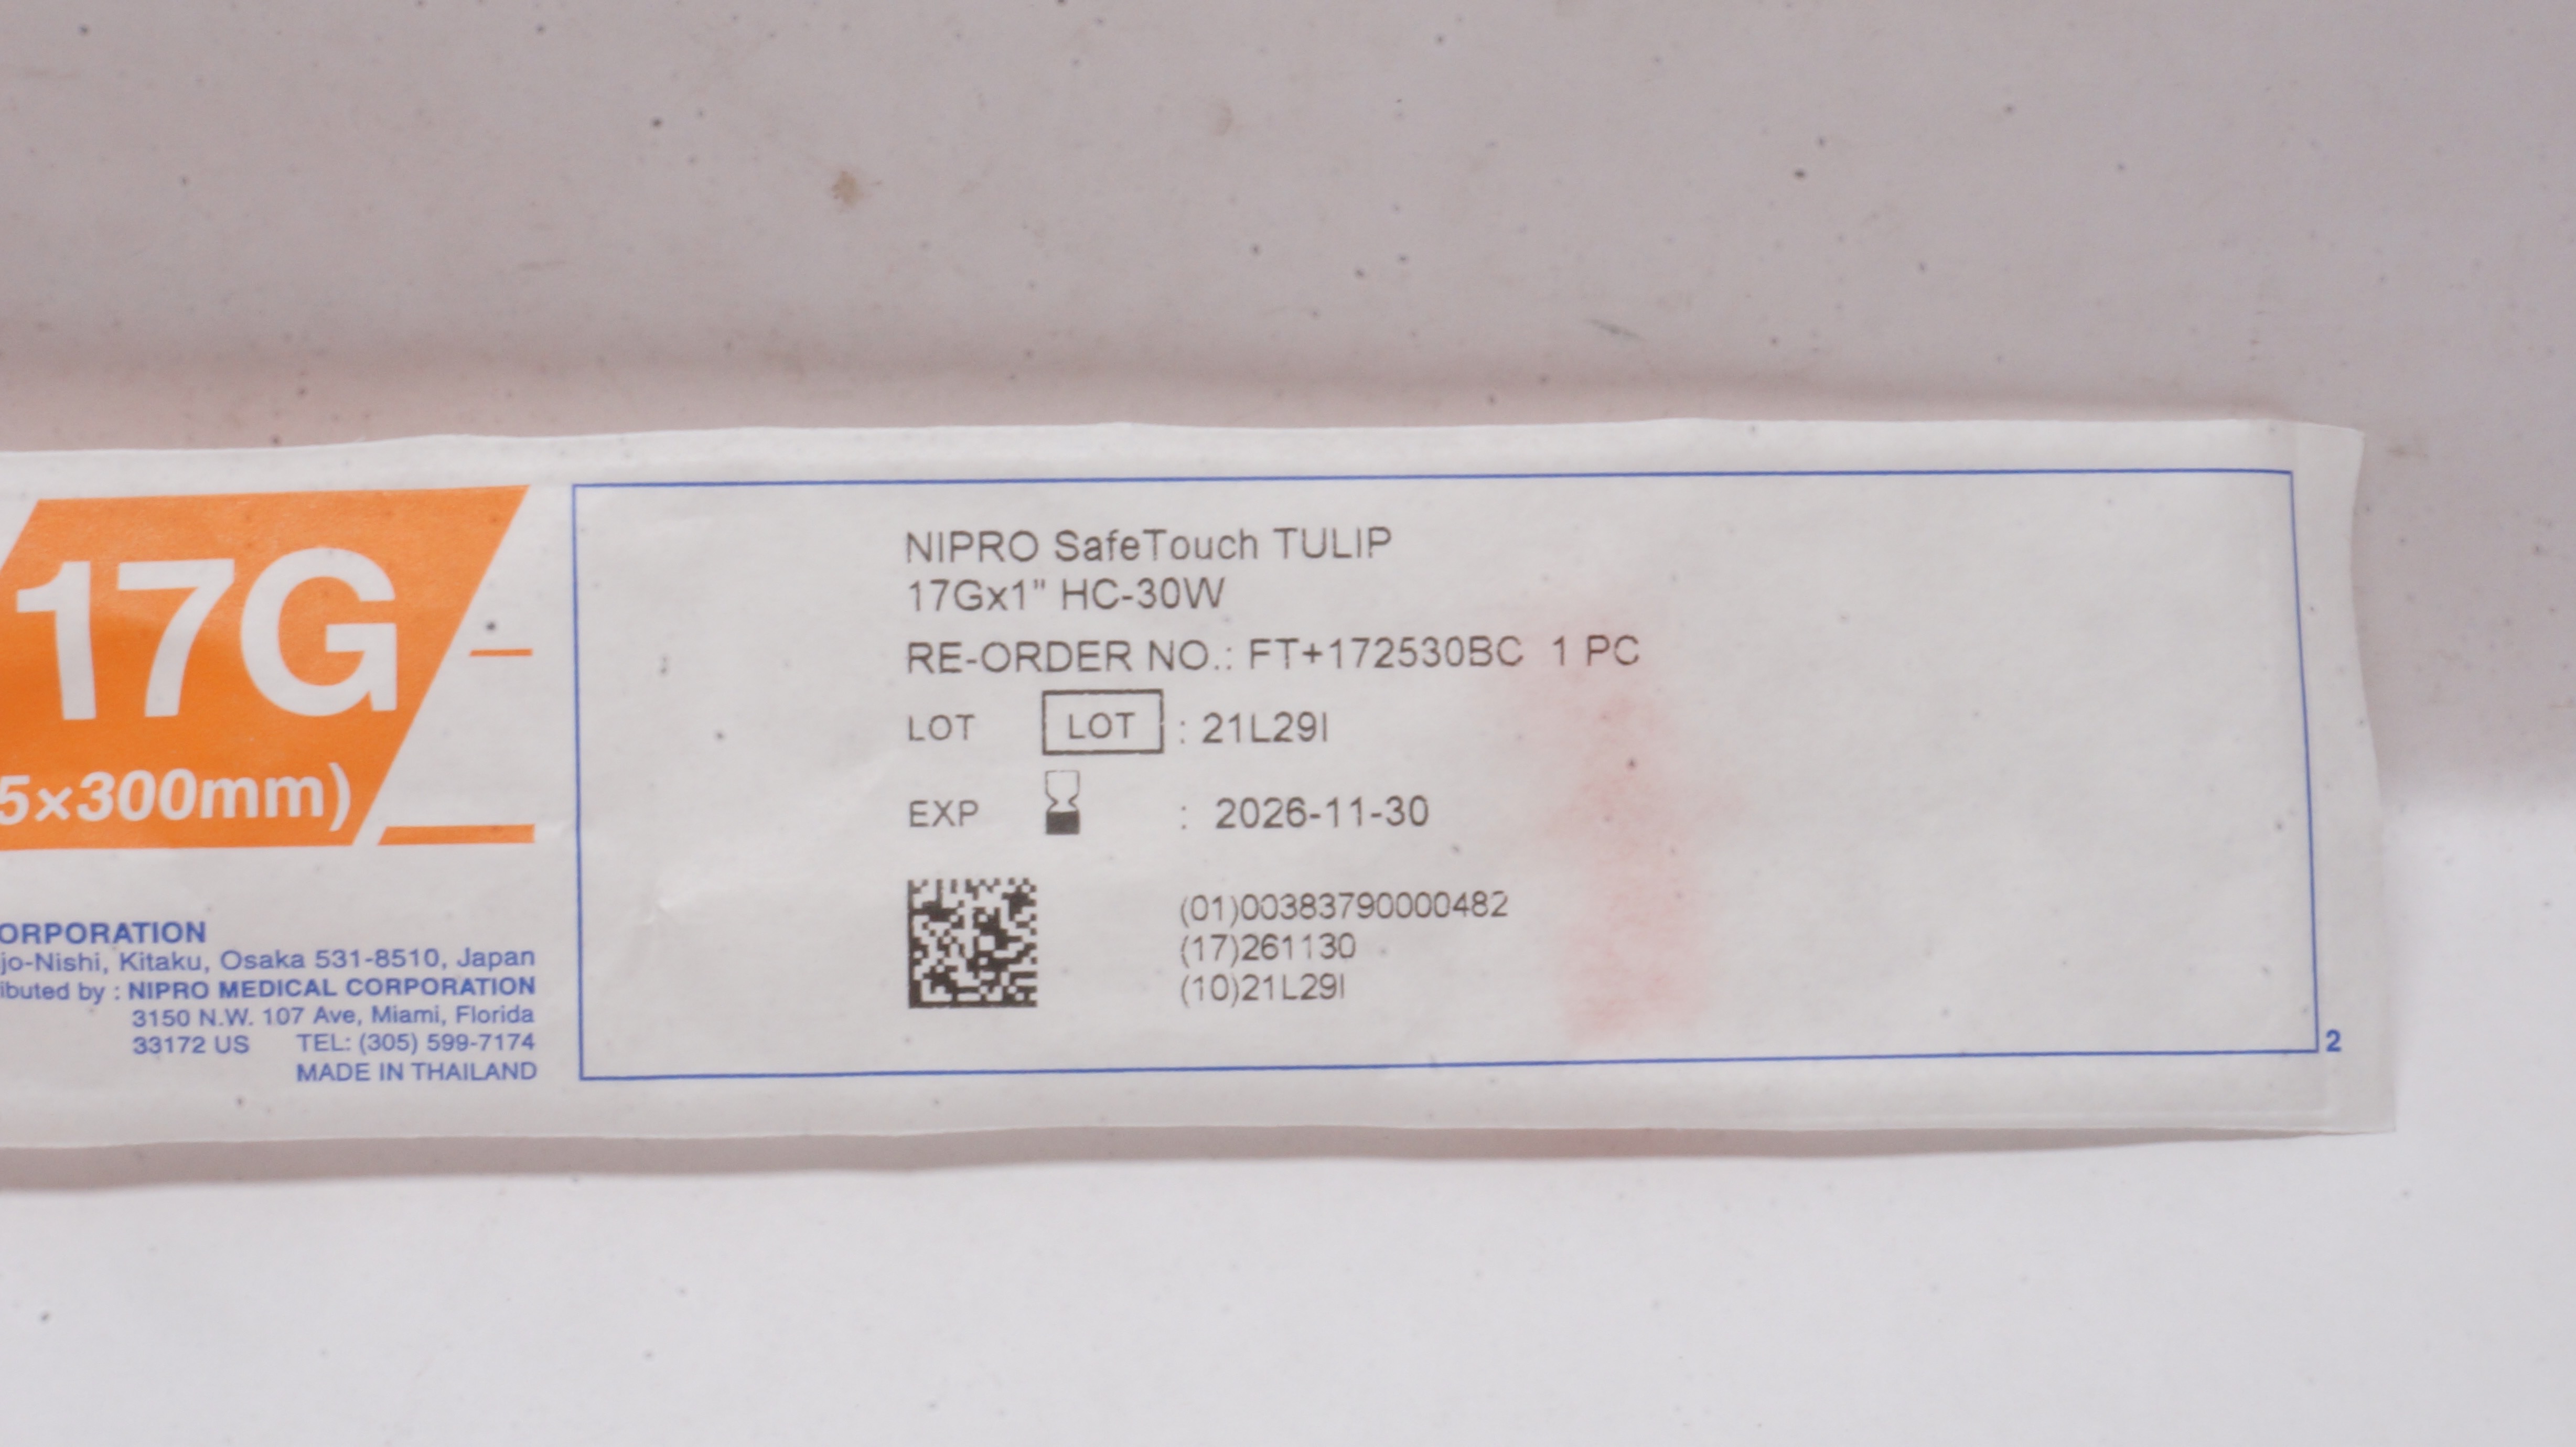 17G
5×300mm)
ORPORATION
jo-Nishi, Kitaku, Osaka 531-8510, Japan
ibuted by : NIPRO MEDICAL CORPORATION
3150 N.W. 107 Ave, Miami, Florida
33172 US TEL: (305) 599-7174
MADE IN THAILAND
NIPRO SafeTouch TULIP
17Gx1" HC-30W
RE-ORDER NO.: FT+172530BC 1 PC
LOT LOT : 21L29I
EXP : 2026-11-30
(01)00383790000482
(17)261130
(10)21L29I
2